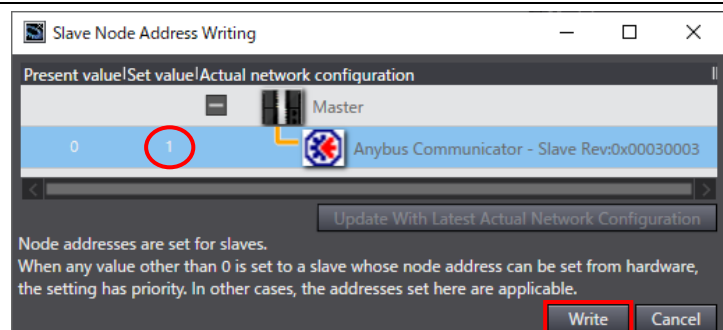 Slave Node Address Writing
Present value|Set value|Actual network configuration
Master
0 1 Anybus Communicator - Slave Rev:0x00030003
Update With Latest Actual Network Configuration
Node addresses are set for slaves.
When any value other than 0 is set to a slave whose node address can be set from hardware,
the setting has priority. In other cases, the addresses set here are applicable.
Write Cancel